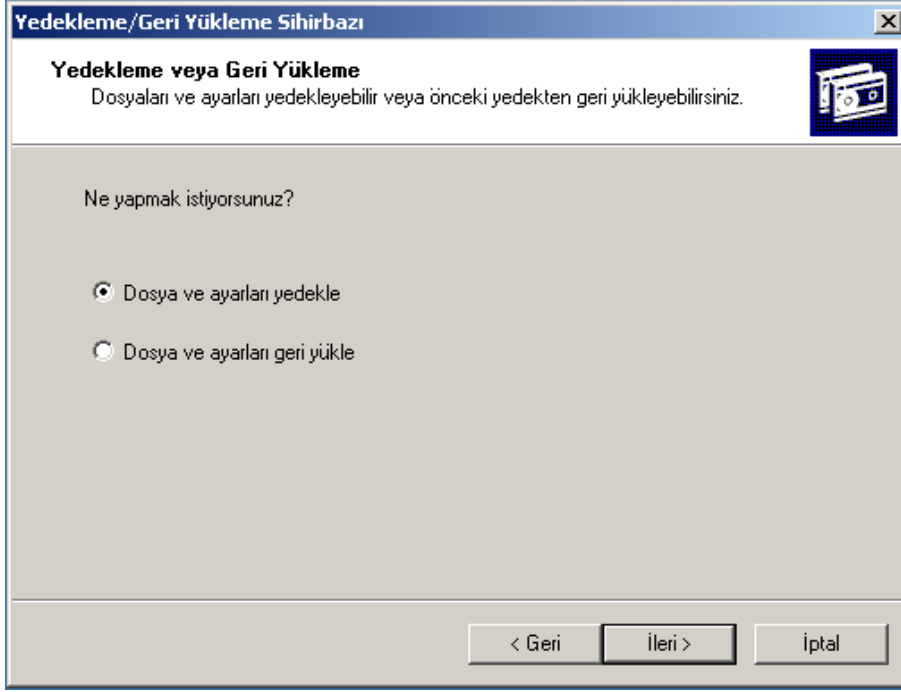 Yedekleme/Geri Yükleme Sihirbazı
Yedekleme veya Geri Yükleme
Dosyaları ve ayarları yedekleyebilir veya önceki yedekten geri yükleyebilirsiniz.
Ne yapmak istiyorsunuz?
Dosya ve ayarları yedekle
Dosya ve ayarları geri yükle
< Geri
İleri >
İptal